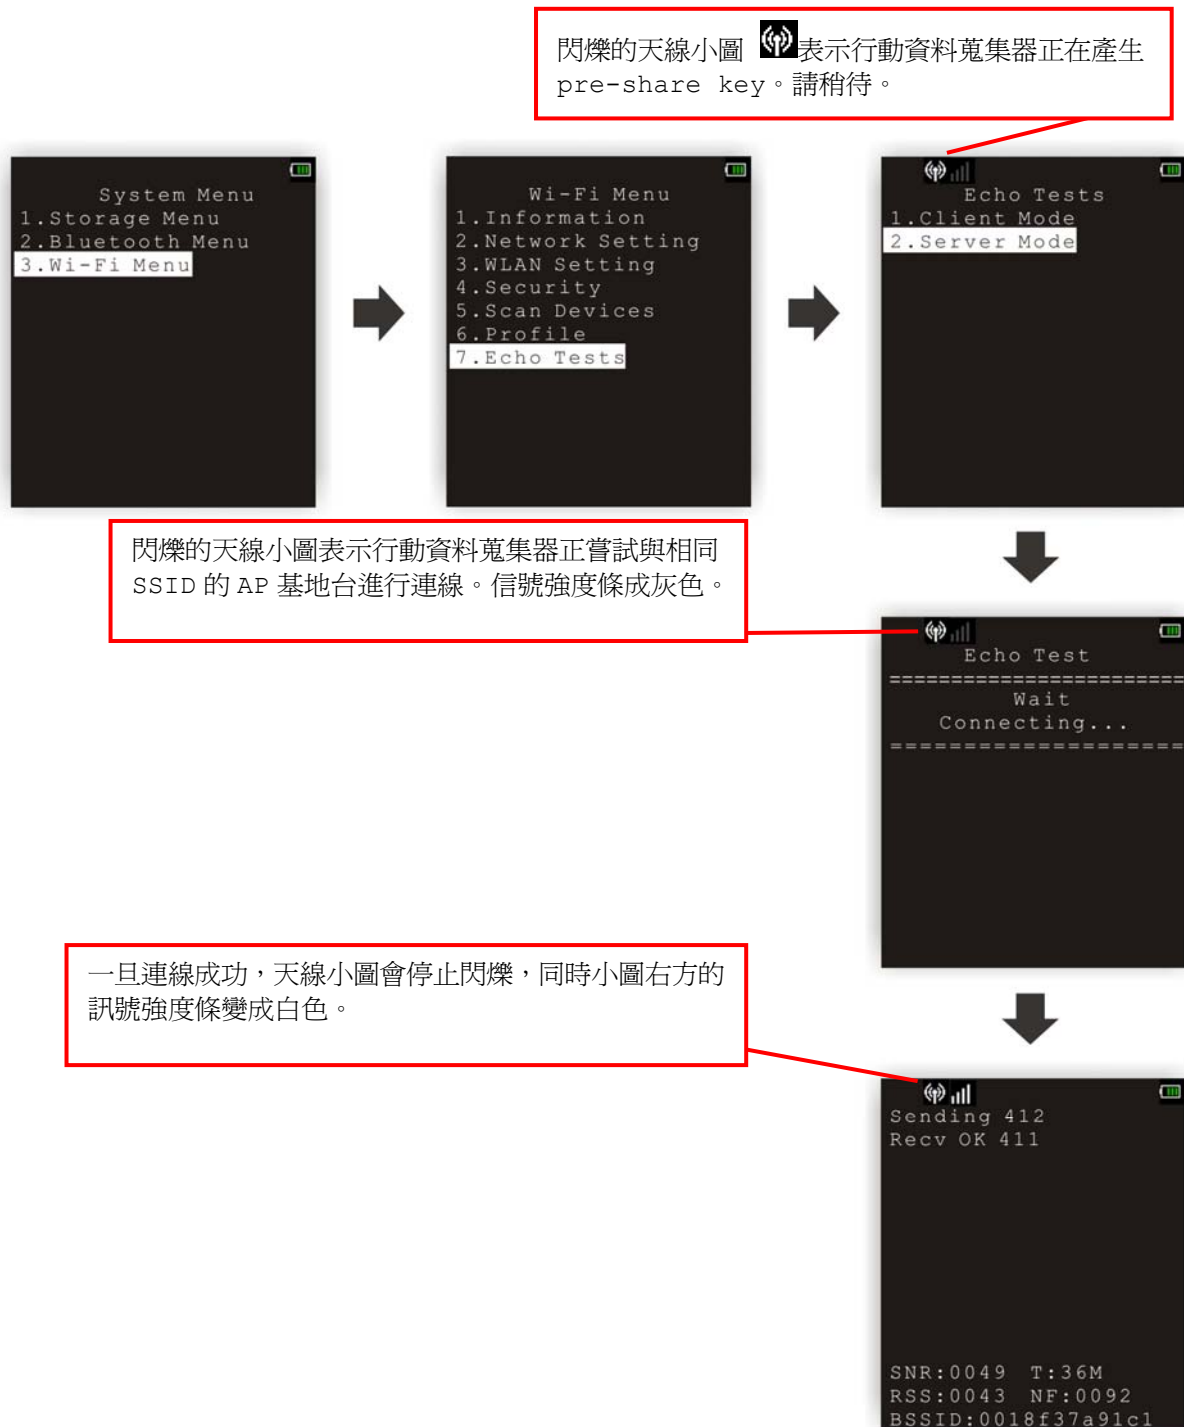 閃爍的天線小圖 表示行動資料蒐集器正在產生
pre-share key。請稍待。
System Menu
1.Storage Menu
2.Bluetooth Menu
3.Wi-Fi Menu
Wi-Fi Menu
1.Information
2.Network Setting
3.WLAN Setting
4.Security
5.Scan Devices
6.Profile
7.Echo Tests
Echo Tests
1.Client Mode
2.Server Mode
閃爍的天線小圖表示行動資料蒐集器正嘗試與相同
SSID 的 AP 基地台進行連線。信號強度條成灰色。
Echo Test
========================
Wait
Connecting...
====================
一旦連線成功，天線小圖會停止閃爍，同時小圖右方的
訊號強度條變成白色。
Sending 412
Recv OK 411
SNR:0049 T:36M
RSS:0043 NF:0092
BSSID:0018f37a91c1